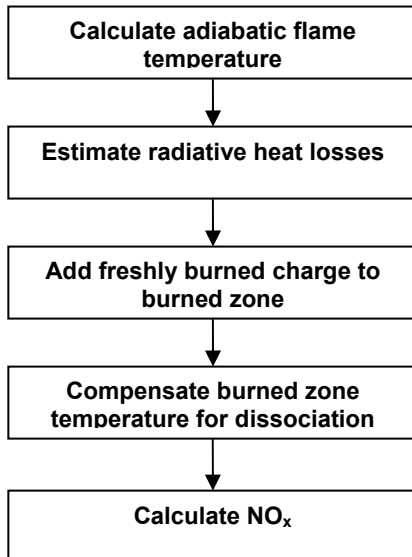 Calculate adiabatic flame
temperature
Estimate radiative heat losses
Add freshly burned charge to
burned zone
Compensate burned zone
temperature for dissociation
Calculate NOₓ